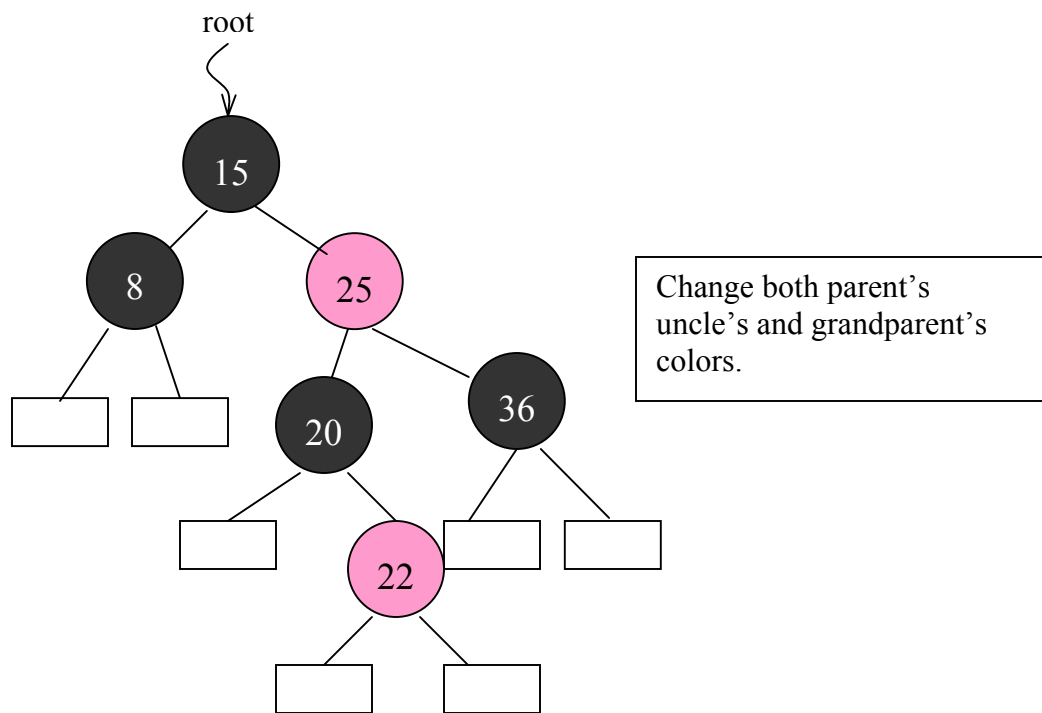 root
15
8
25
Change both parent’s
uncle’s and grandparent’s
colors.
20
36
22